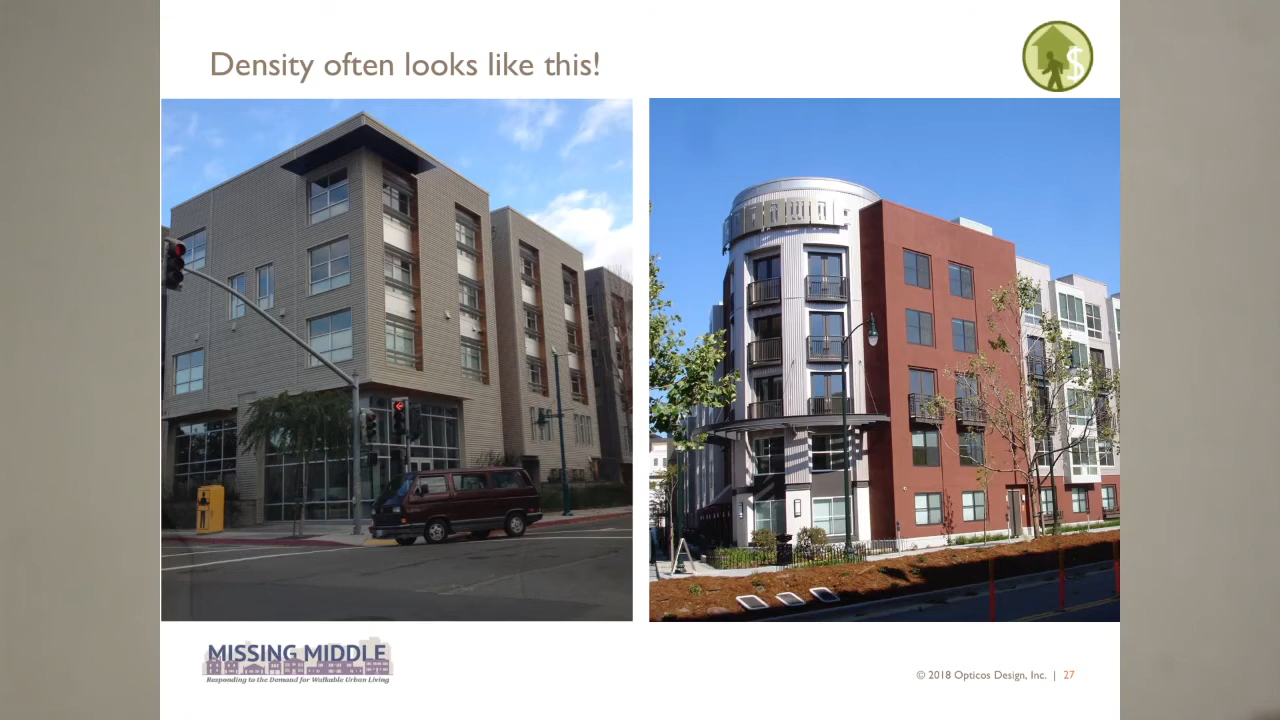 Density often looks like this!
$
MISSING MIDDLE
Responding to the Demand for Walkable Urban Living
© 2018 Opticos Design, Inc. | 27